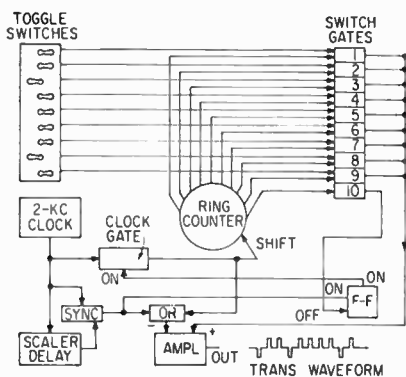 TOGGLE
SWITCHES
SWITCH
GATES
1
2
3
4
5
6
7
8
9
10
RING
COUNTER
2-KC
CLOCK
CLOCK
GATE
SHIFT
ON
ON
ON
F-F
OFF
SYNC
OR
SCALER
DELAY
- +
AMPL
OUT
TRANS WAVEFORM